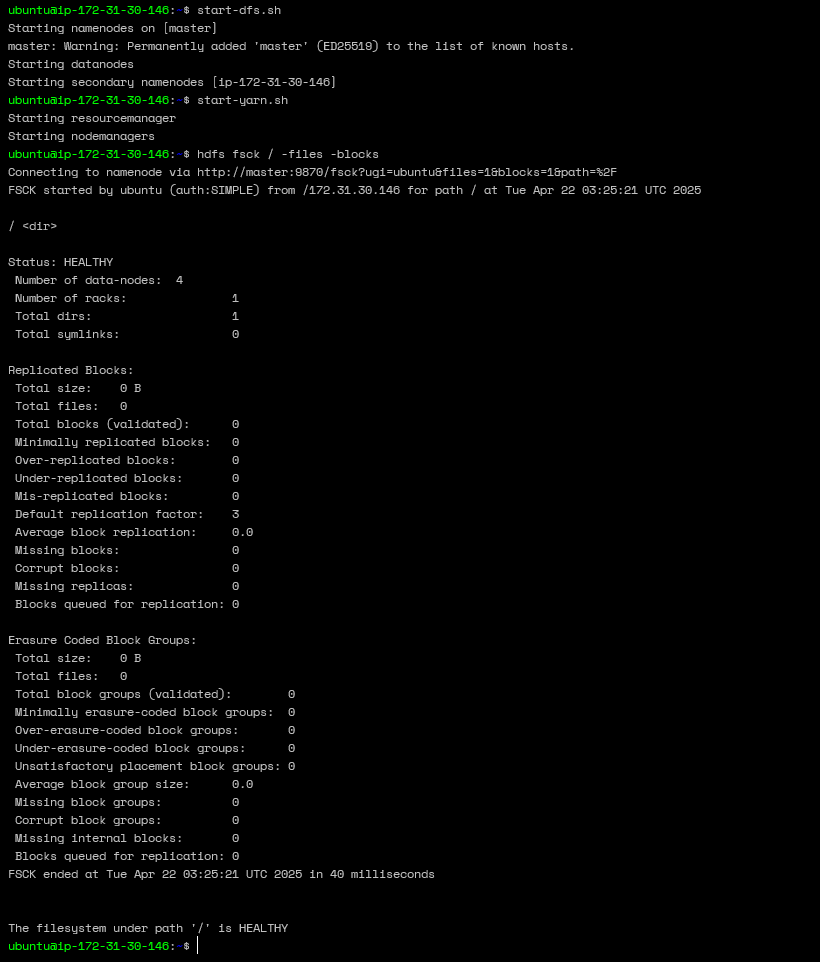 ubuntu@ip-172-31-30-146:~$ start-dfs.sh
Starting namenodes on [master]
master: Warning: Permanently added 'master' (ED25519) to the list of known hosts.
Starting datanodes
Starting secondary namenodes [ip-172-31-30-146]
ubuntu@ip-172-31-30-146:~$ start-yarn.sh
Starting resourcemanager
Starting nodemanagers
ubuntu@ip-172-31-30-146:~$ hdfs fsck / -files -blocks
Connecting to namenode via http://master:9870/fsck?ugi=ubuntu&files=1&blocks=1&path=%2F
FSCK started by ubuntu (auth:SIMPLE) from /172.31.30.146 for path / at Tue Apr 22 03:25:21 UTC 2025
/ <dir>
Status: HEALTHY
Number of data-nodes: 4
Number of racks: 1
Total dirs: 1
Total symlinks: 0
Replicated Blocks:
Total size: 0 B
Total files: 0
Total blocks (validated): 0
Minimally replicated blocks: 0
Over-replicated blocks: 0
Under-replicated blocks: 0
Mis-replicated blocks: 0
Default replication factor: 3
Average block replication: 0.0
Missing blocks: 0
Corrupt blocks: 0
Missing replicas: 0
Blocks queued for replication: 0
Erasure Coded Block Groups:
Total size: 0 B
Total files: 0
Total block groups (validated): 0
Minimally erasure-coded block groups: 0
Over-erasure-coded block groups: 0
Under-erasure-coded block groups: 0
Unsatisfactory placement block groups: 0
Average block group size: 0.0
Missing block groups: 0
Corrupt block groups: 0
Missing internal blocks: 0
Blocks queued for replication: 0
FSCK ended at Tue Apr 22 03:25:21 UTC 2025 in 40 milliseconds
The filesystem under path '/' is HEALTHY
ubuntu@ip-172-31-30-146:~$